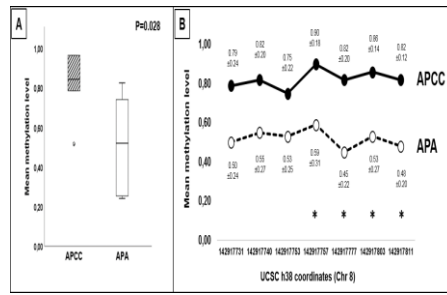 A
P=0.028
Mean methylation level
1,00
0,80
0,60
0,40
0,20
0,00
APCC
APA
B
Mean methylation level
1,00
0,80
0,60
0,40
0,20
0,00
0.79 ±0.24
0.82 ±0.20
0.75 ±0.22
0.90 ±0.18
0.82 ±0.20
0.86 ±0.14
0.82 ±0.12
APCC
0.50 ±0.24
0.55 ±0.27
0.53 ±0.25
0.59 ±0.31
0.45 ±0.22
0.53 ±0.27
0.48 ±0.20
APA
* * * *
142917731 142917740 142917753 142917757 142917777 142917803 142917811
UCSC h38 coordinates (Chr 8)